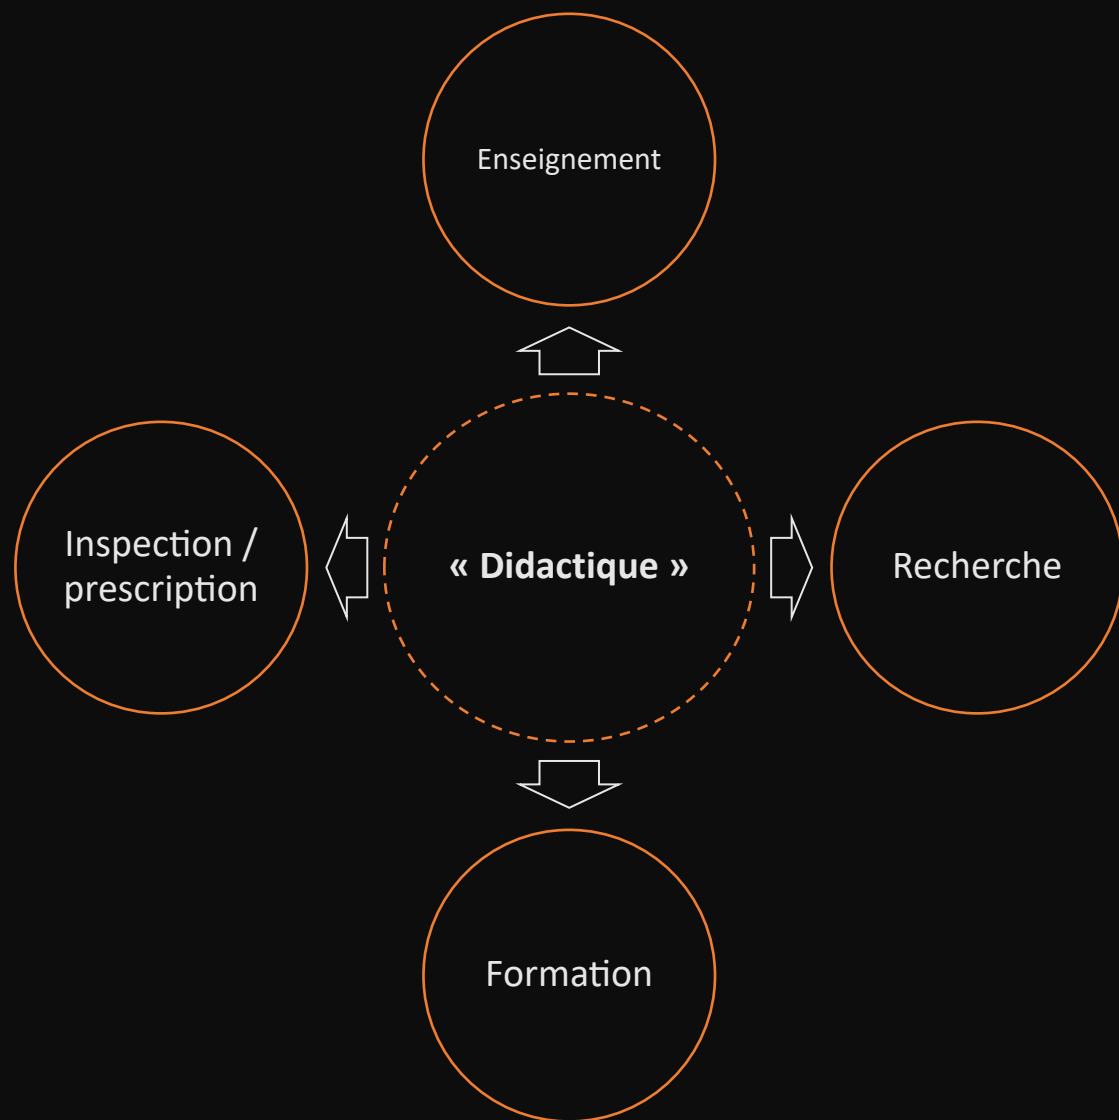 Enseignement
Inspection /
prescription
« Didactique »
Recherche
Formation